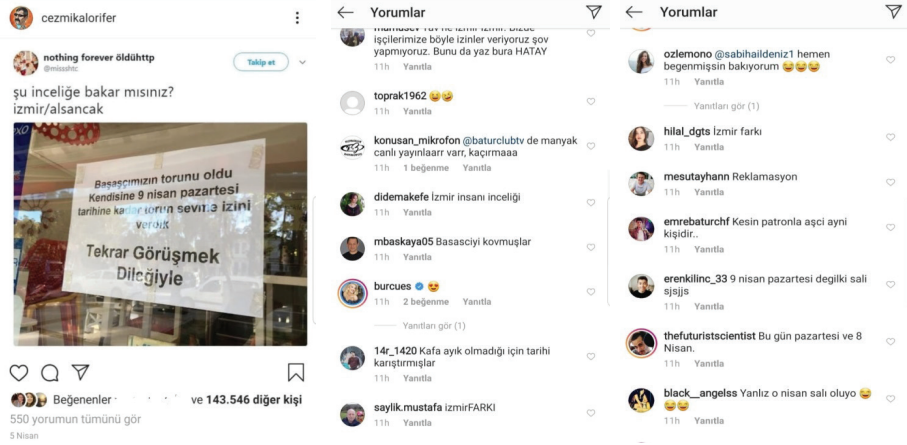 cezmikalorifer
nothing forever öldühttp
@missshtc
Takip et
şu inceliğe bakar mısınız?
izmir/alsancak
Başaşçımızın torunu oldu
Kendisine 9 nisan pazartesi
tarihine kadar torun sevme izini
verdik
Tekrar Görüşmek
Dileğiyle
Beğenenler
ve 143.546 diğer kişi
550 yorumun tümünü gör
5 Nisan
Yorumlar
işçilerimize böyle izinler veriyoruz şov
yapmıyoruz. Bunu da yaz bura HATAY
11h Yanıtla
toprak1962 😆🤣
11h Yanıtla
konusan_mikrofon @baturclubtv de manyak
canlı yayınlaarr varr, kaçırmaaa
11h 1 beğenme Yanıtla
didemakefe İzmir insanı inceliği
11h Yanıtla
mbaskaya05 Basasciyi kovmuşlar
11h Yanıtla
burcues 😍
11h 2 beğenme Yanıtla
Yanıtları gör (1)
14r_1420 Kafa ayık olmadığı için tarihi
karıştırmışlar
11h Yanıtla
saylik.mustafa izmirFARKI
11h Yanıtla
Yorumlar
ozlemono @sabihaildeniz1 hemen
begenmişsin bakıyorum 😂😂😂
11h Yanıtla
Yanıtları gör (1)
hilal_dgts İzmir farkı
11h Yanıtla
mesutayhann Reklamasyon
11h Yanıtla
emrebaturchf Kesin patronla aşci ayni
kişidir..
11h Yanıtla
erenkilinc_33 9 nisan pazartesi degilki sali
sjsjjs
11h Yanıtla
thefuturistscientist Bu gün pazartesi ve 8
Nisan.
11h Yanıtla
black__angelss Yanlız o nisan salı oluyo 😂
😂😂
11h Yanıtla